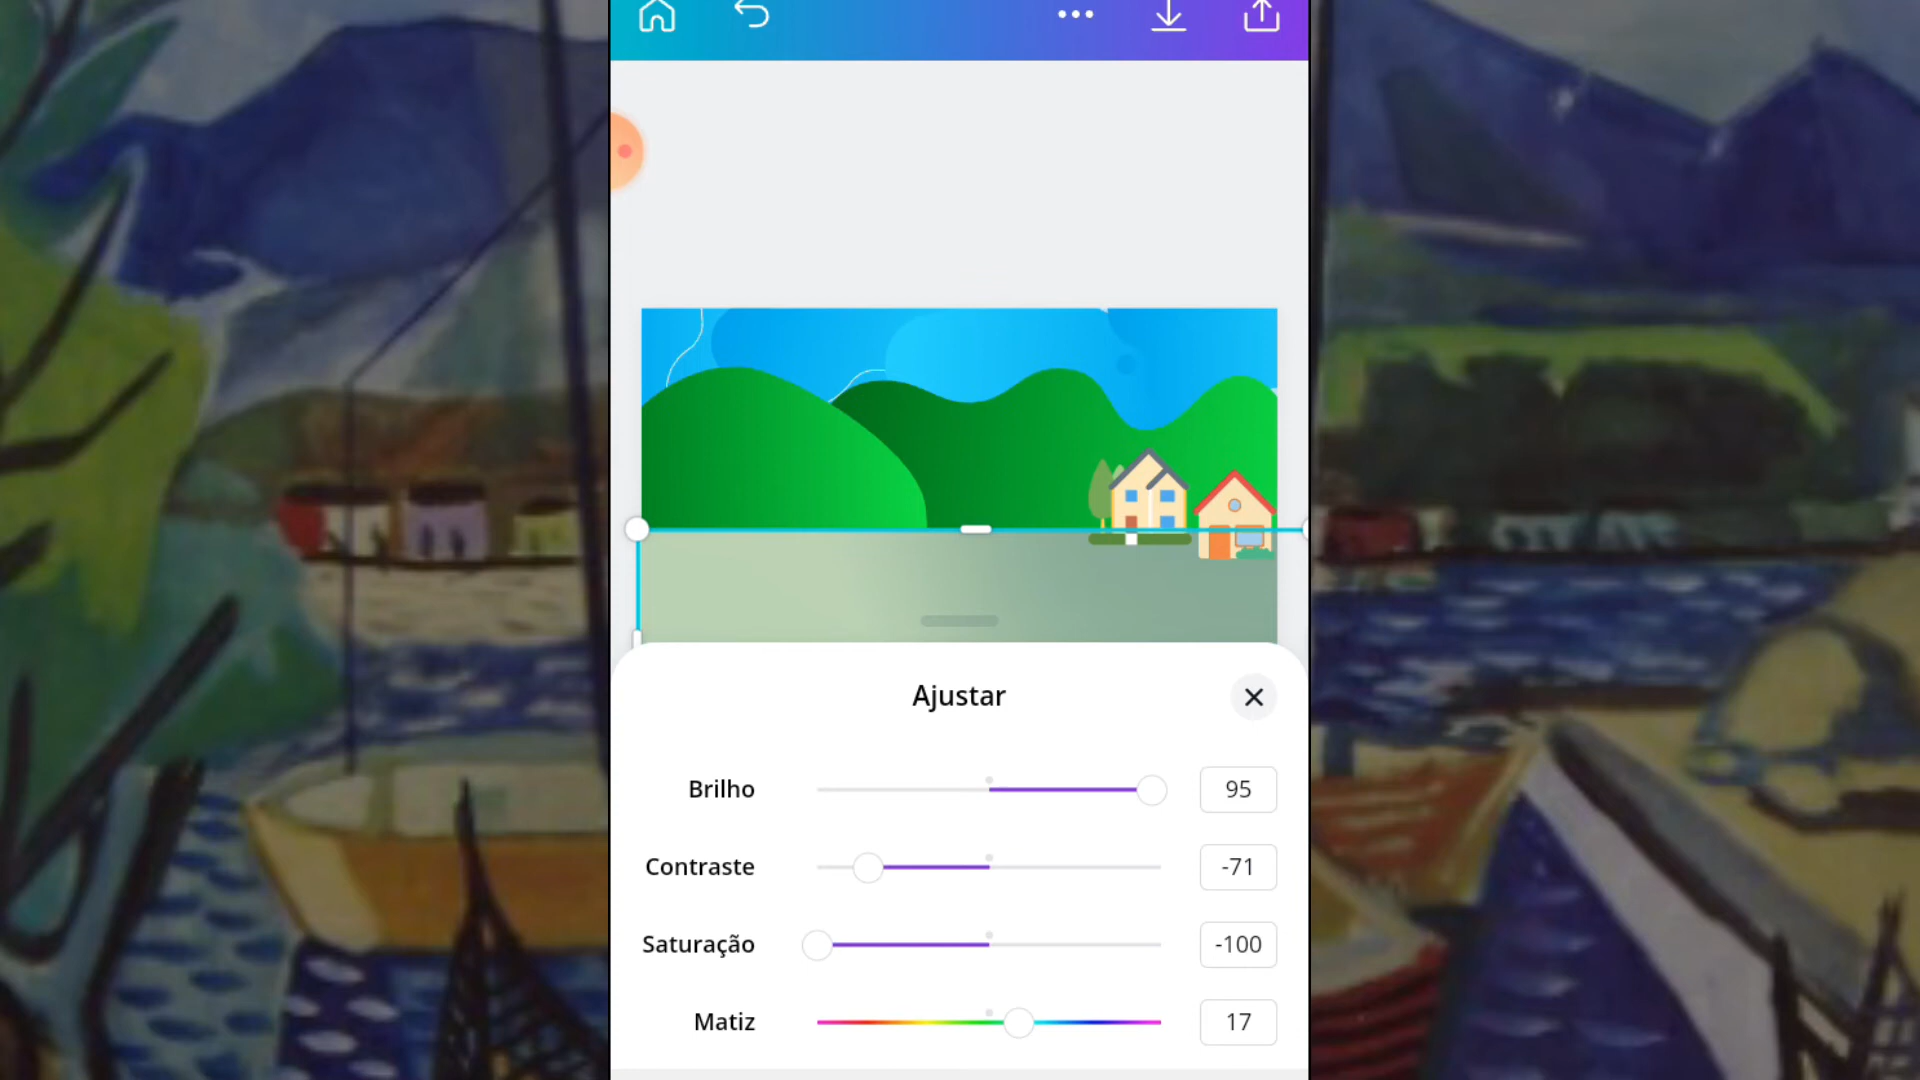 Ajustar
Brilho 95
Contraste -71
Saturação -100
Matiz 17